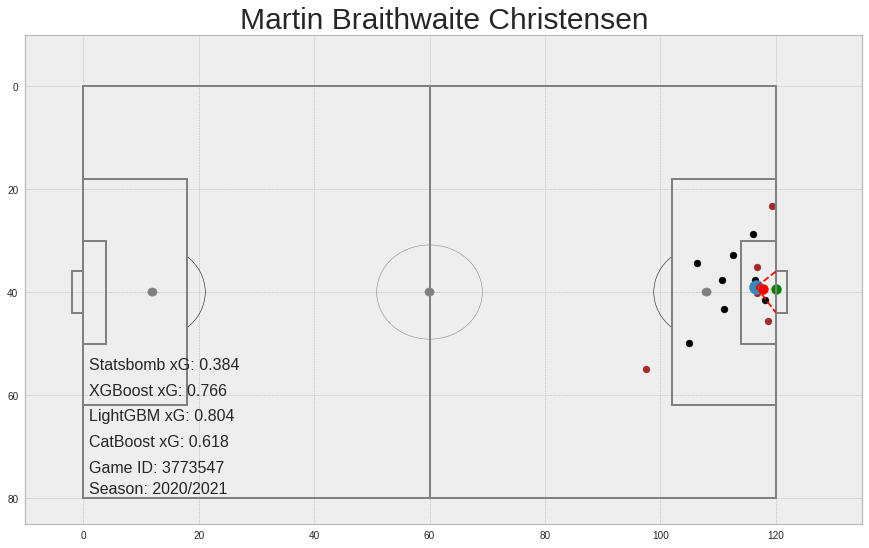 Martin Braithwaite Christensen
0
20
40
60
80
Statsbomb xG: 0.384
XGBoost xG: 0.766
LightGBM xG: 0.804
CatBoost xG: 0.618
Game ID: 3773547
Season: 2020/2021
0 20 40 60 80 100 120